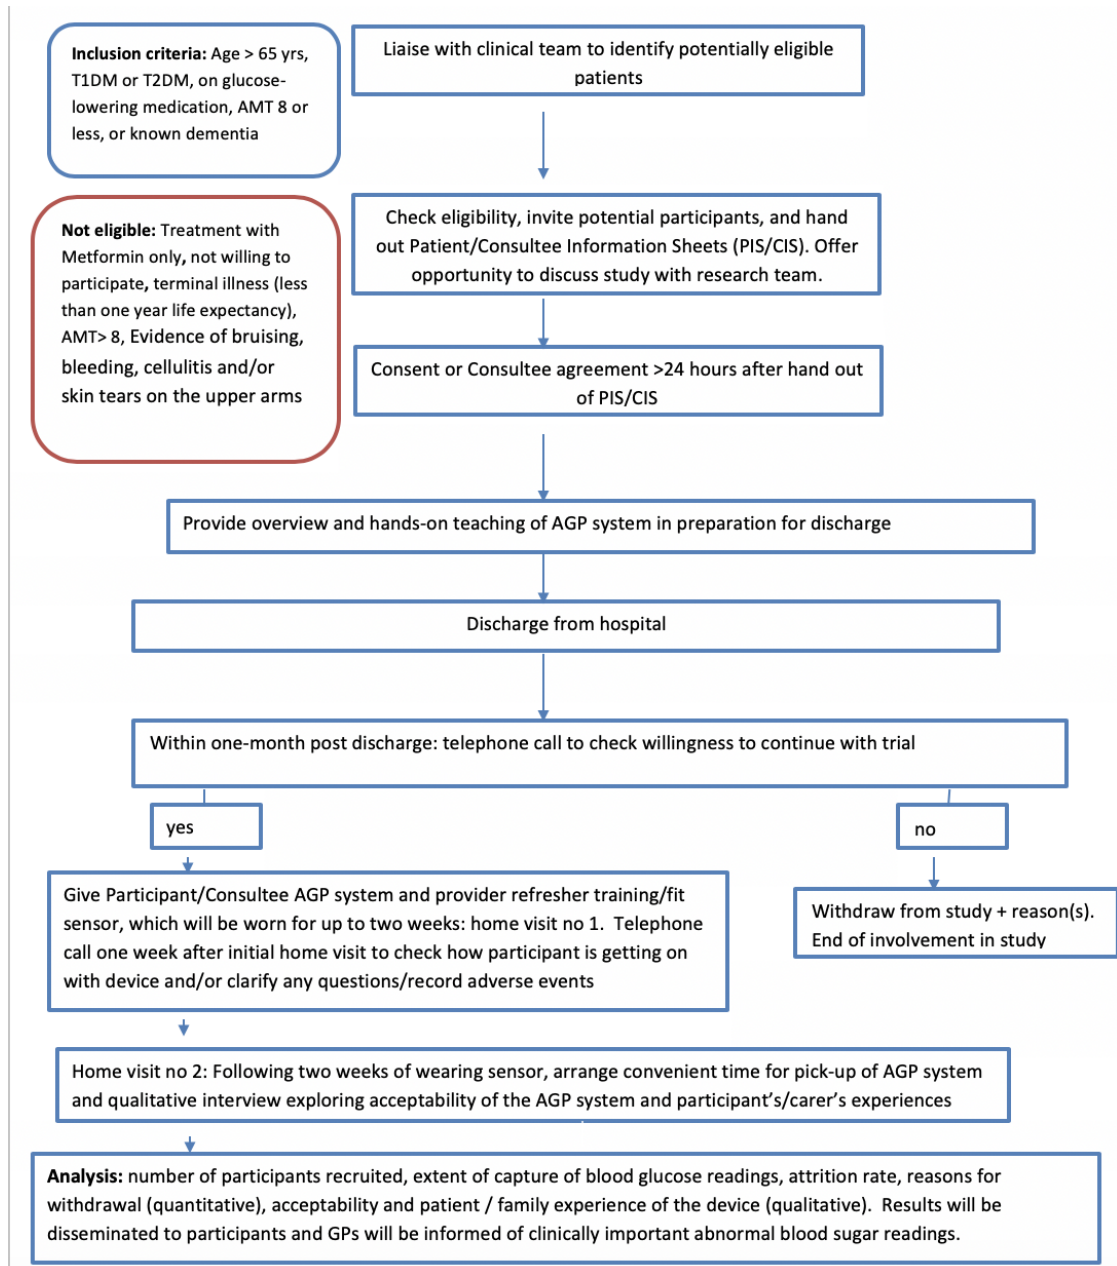 Inclusion criteria: Age > 65 yrs,
T1DM or T2DM, on glucose-
lowering medication, AMT 8 or
less, or known dementia
Liaise with clinical team to identify potentially eligible
patients
Not eligible: Treatment with
Metformin only, not willing to
participate, terminal illness (less
than one year life expectancy),
AMT> 8, Evidence of bruising,
bleeding, cellulitis and/or
skin tears on the upper arms
Check eligibility, invite potential participants, and hand
out Patient/Consultee Information Sheets (PIS/CIS). Offer
opportunity to discuss study with research team.
Consent or Consultee agreement >24 hours after hand out
of PIS/CIS
Provide overview and hands-on teaching of AGP system in preparation for discharge
Discharge from hospital
Within one-month post discharge: telephone call to check willingness to continue with trial
yes
no
Give Participant/Consultee AGP system and provider refresher training/fit
sensor, which will be worn for up to two weeks: home visit no 1.  Telephone
call one week after initial home visit to check how participant is getting on
with device and/or clarify any questions/record adverse events
Withdraw from study + reason(s).
End of involvement in study
Home visit no 2: Following two weeks of wearing sensor, arrange convenient time for pick-up of AGP system
and qualitative interview exploring acceptability of the AGP system and participant's/carer's experiences
Analysis: number of participants recruited, extent of capture of blood glucose readings, attrition rate, reasons for
withdrawal (quantitative), acceptability and patient / family experience of the device (qualitative).  Results will be
disseminated to participants and GPs will be informed of clinically important abnormal blood sugar readings.